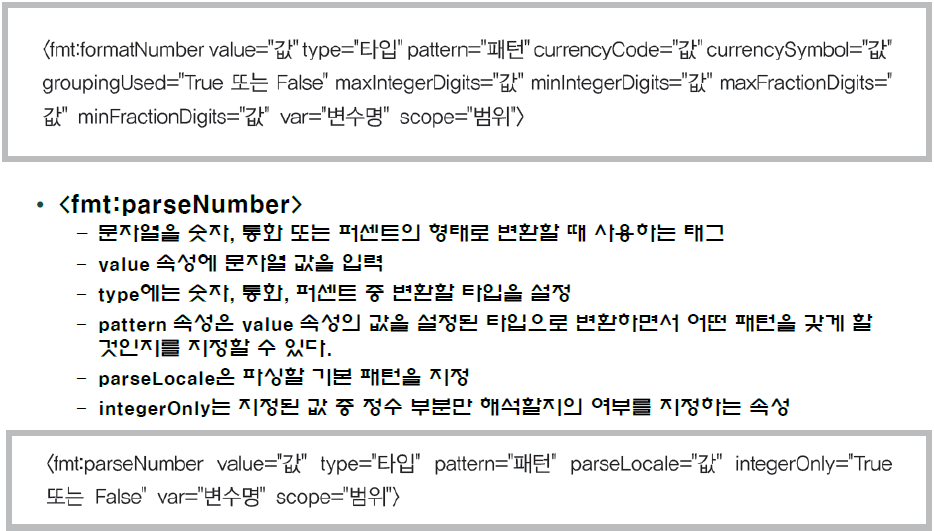 <fmt:formatNumber value="값" type="타입" pattern="패턴" currencyCode="값" currencySymbol="값"
groupingUsed="True 또는 False" maxIntegerDigits="값" minIntegerDigits="값" maxFractionDigits="
값" minFractionDigits="값" var="변수명" scope="범위">
• <fmt:parseNumber>
– 문자열을 숫자, 통화 또는 퍼센트의 형태로 변환할 때 사용하는 태그
– value 속성에 문자열 값을 입력
– type에는 숫자, 통화, 퍼센트 중 변환할 타입을 설정
– pattern 속성은 value 속성의 값을 설정된 타입으로 변환하면서 어떤 패턴을 갖게 할
것인지를 지정할 수 있다.
– parseLocale은 파싱할 기본 패턴을 지정
– integerOnly는 지정된 값 중 정수 부분만 해석할지의 여부를 지정하는 속성
<fmt:parseNumber value="값" type="타입" pattern="패턴" parseLocale="값" integerOnly="True
또는 False" var="변수명" scope="범위">